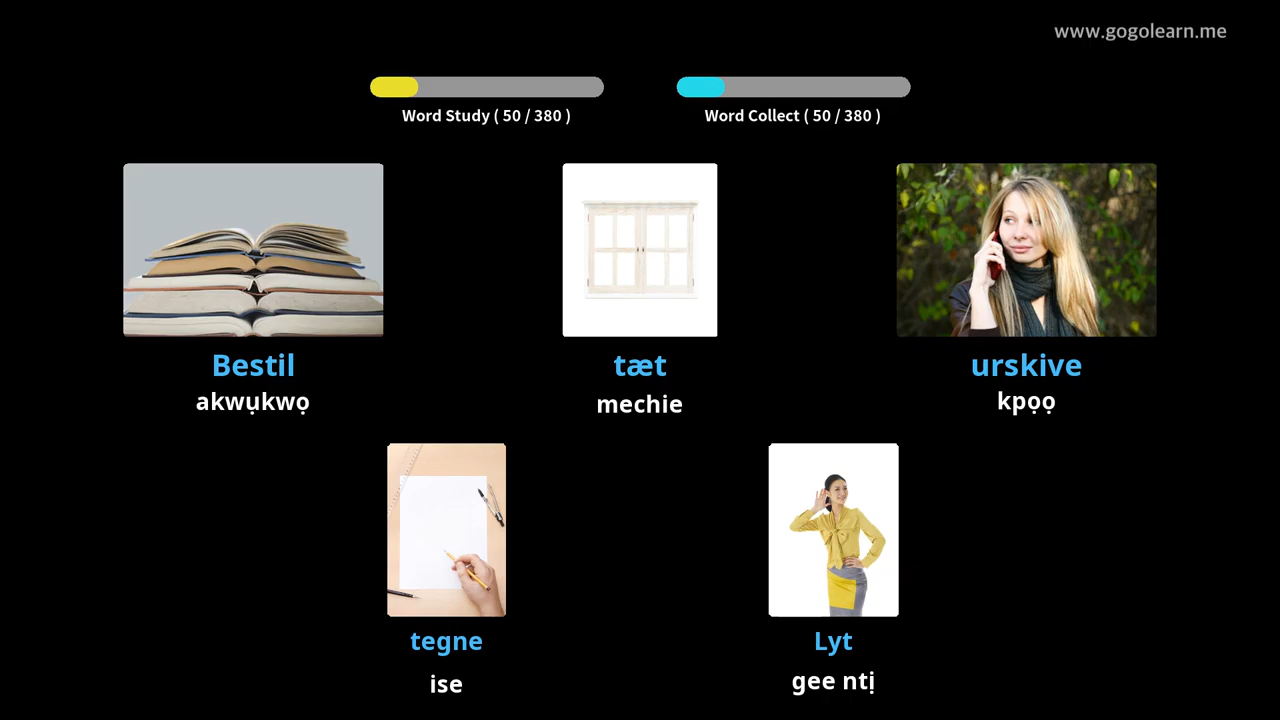 www.gogolearn.me
Word Study ( 50 / 380 )
Word Collect ( 50 / 380 )
Bestil
akwụkwọ
tæt
mechie
urskive
kpọọ
tegne
ise
Lyt
gee ntị